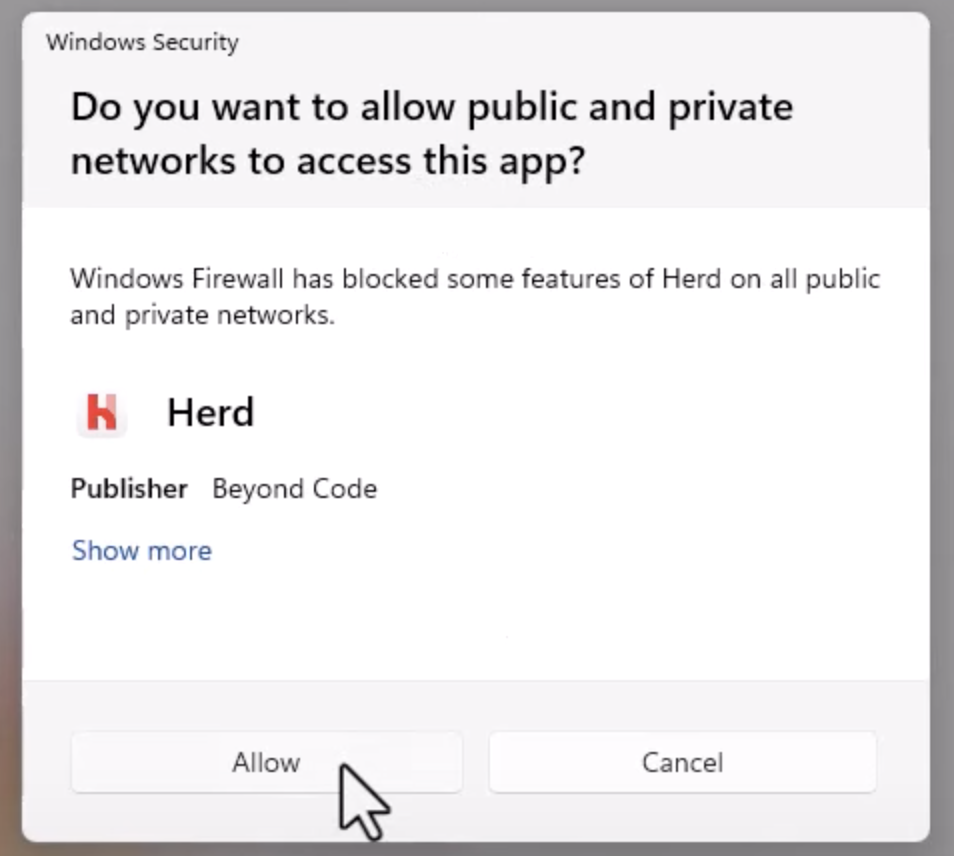 Windows Security
Do you want to allow public and private
networks to access this app?
Windows Firewall has blocked some features of Herd on all public
and private networks.
Herd
Publisher Beyond Code
Show more
Allow
Cancel